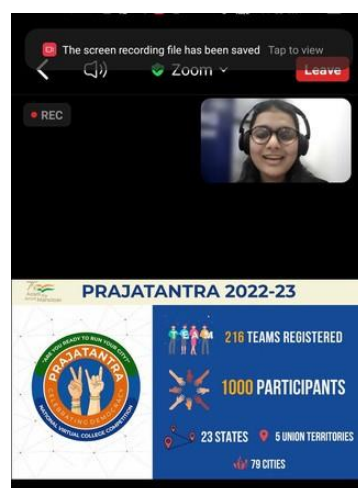 The screen recording file has been saved Tap to view
Zoom
Leave
REC
PRAJATANTRA 2022-23
"ARE YOU READY TO RUN YOUR CITY?"
PRAJATANTRA
CELEBRATING DEMOCRACY
NATIONAL VIRTUAL COLLEGE COMPETITION
TEAM
216 TEAMS REGISTERED
1000 PARTICIPANTS
23 STATES
5 UNION TERRITORIES
79 CITIES